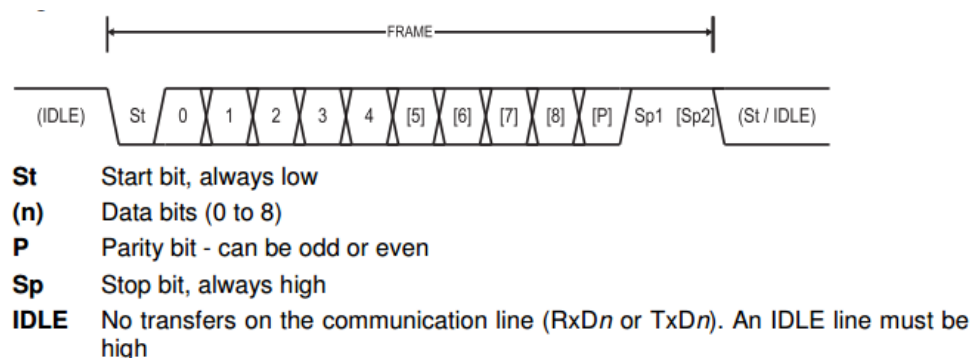 FRAME
(IDLE) St 0 1 2 3 4 [5] [6] [7] [8] [P] Sp1 [Sp2] (St / IDLE)
St Start bit, always low
(n) Data bits (0 to 8)
P Parity bit - can be odd or even
Sp Stop bit, always high
IDLE No transfers on the communication line (RxDn or TxDn). An IDLE line must be
high